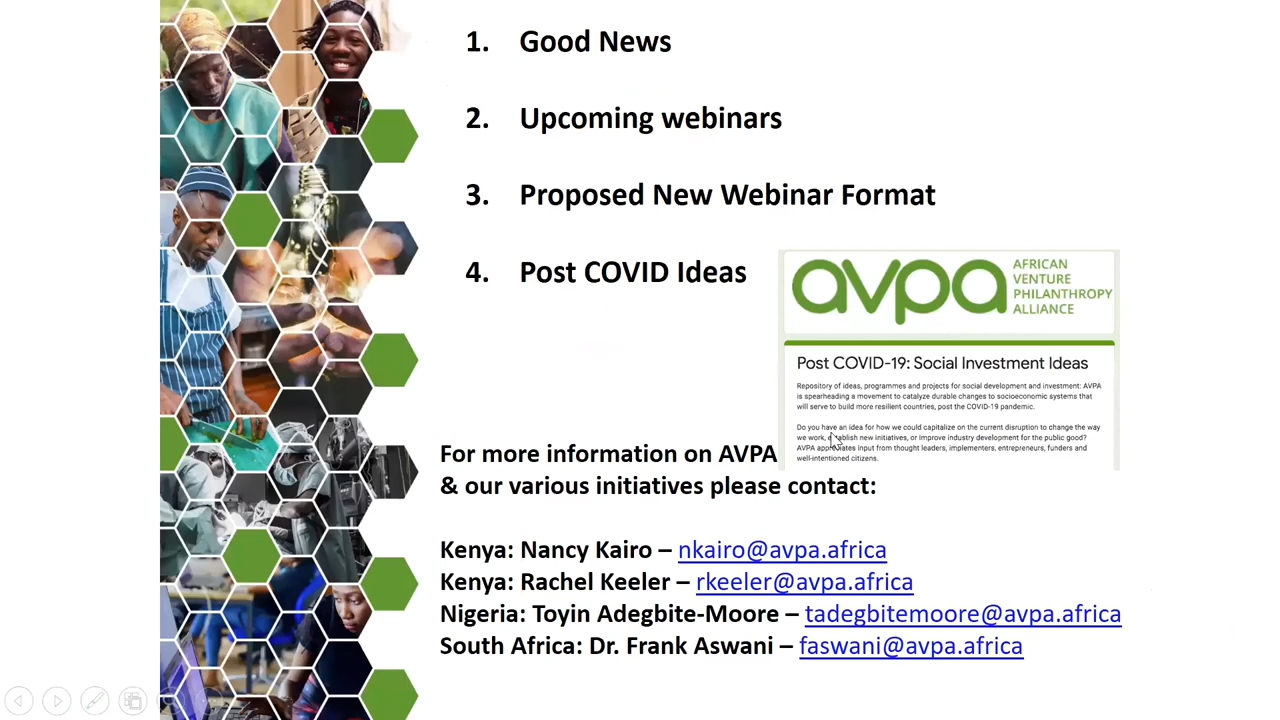 1. Good News
2. Upcoming webinars
3. Proposed New Webinar Format
4. Post COVID Ideas
avpa
AFRICAN
VENTURE
PHILANTHROPY
ALLIANCE
Post COVID-19: Social Investment Ideas
Repository of ideas, programmes and projects for social development and investment: AVPA
is spearheading a movement to catalyze durable changes to socioeconomic systems that
will serve to build more resilient countries, post the COVID-19 pandemic.
Do you have an idea for how we could capitalize on the current disruption to change the way
we work, establish new initiatives, or improve industry development for the public good?
AVPA appreciates input from thought leaders, implementers, entrepreneurs, funders and
well-intentioned citizens.
For more information on AVPA
& our various initiatives please contact:
Kenya: Nancy Kairo – nkairo@avpa.africa
Kenya: Rachel Keeler – rkeeler@avpa.africa
Nigeria: Toyin Adegbite-Moore – tadegbitemoore@avpa.africa
South Africa: Dr. Frank Aswani – faswani@avpa.africa